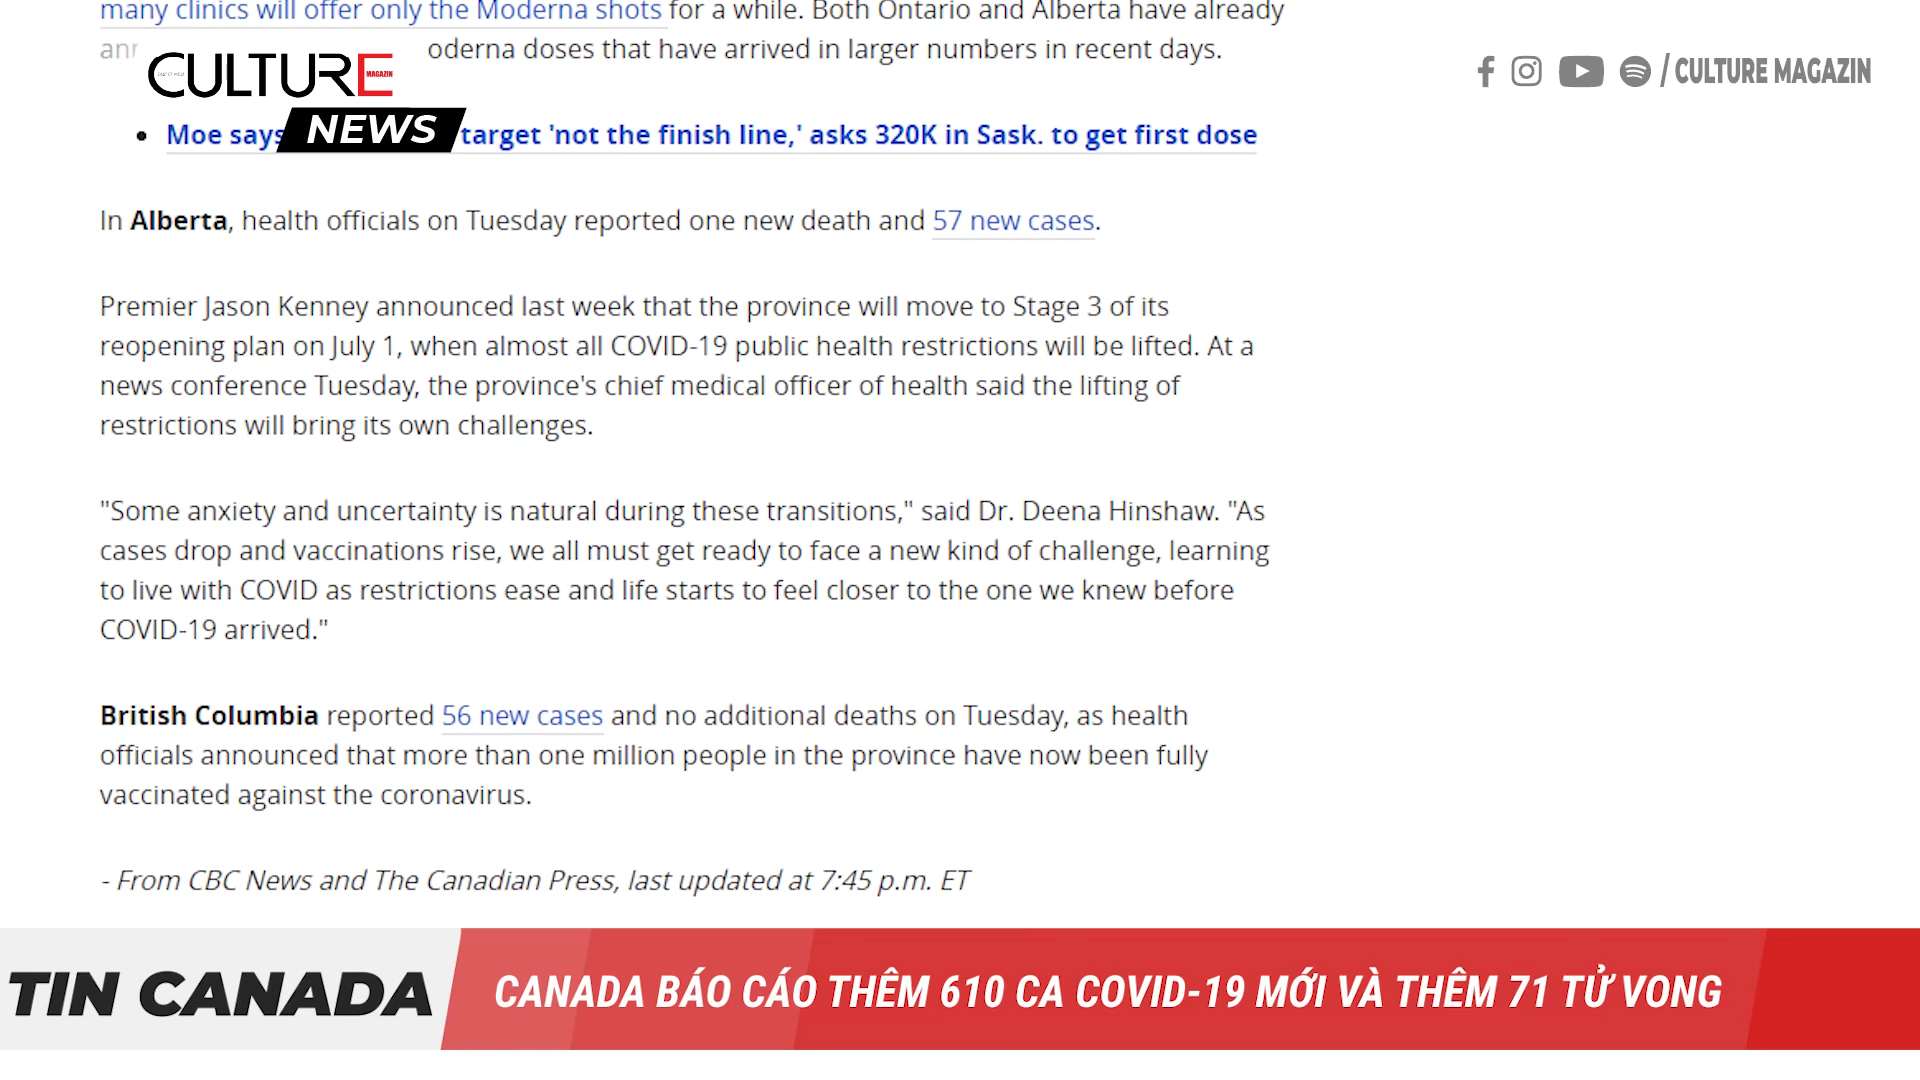 many clinics will offer only the Moderna shots for a while. Both Ontario and Alberta have already
oderna doses that have arrived in larger numbers in recent days.
CULTURE
MAGAZIN
NEWS
/ CULTURE MAGAZIN
• Moe says target 'not the finish line,' asks 320K in Sask. to get first dose
In Alberta, health officials on Tuesday reported one new death and 57 new cases.
Premier Jason Kenney announced last week that the province will move to Stage 3 of its
reopening plan on July 1, when almost all COVID-19 public health restrictions will be lifted. At a
news conference Tuesday, the province's chief medical officer of health said the lifting of
restrictions will bring its own challenges.
"Some anxiety and uncertainty is natural during these transitions," said Dr. Deena Hinshaw. "As
cases drop and vaccinations rise, we all must get ready to face a new kind of challenge, learning
to live with COVID as restrictions ease and life starts to feel closer to the one we knew before
COVID-19 arrived."
British Columbia reported 56 new cases and no additional deaths on Tuesday, as health
officials announced that more than one million people in the province have now been fully
vaccinated against the coronavirus.
- From CBC News and The Canadian Press, last updated at 7:45 p.m. ET
TIN CANADA
CANADA BÁO CÁO THÊM 610 CA COVID-19 MỚI VÀ THÊM 71 TỬ VONG